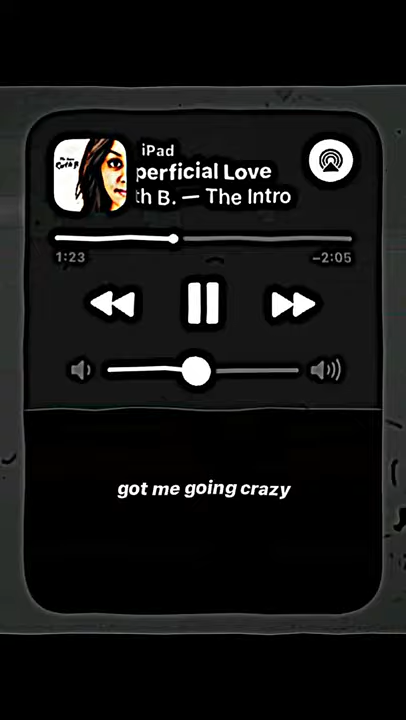 iPad
perficial Love
th B. — The Intro
1:23
−2:05
got me going crazy